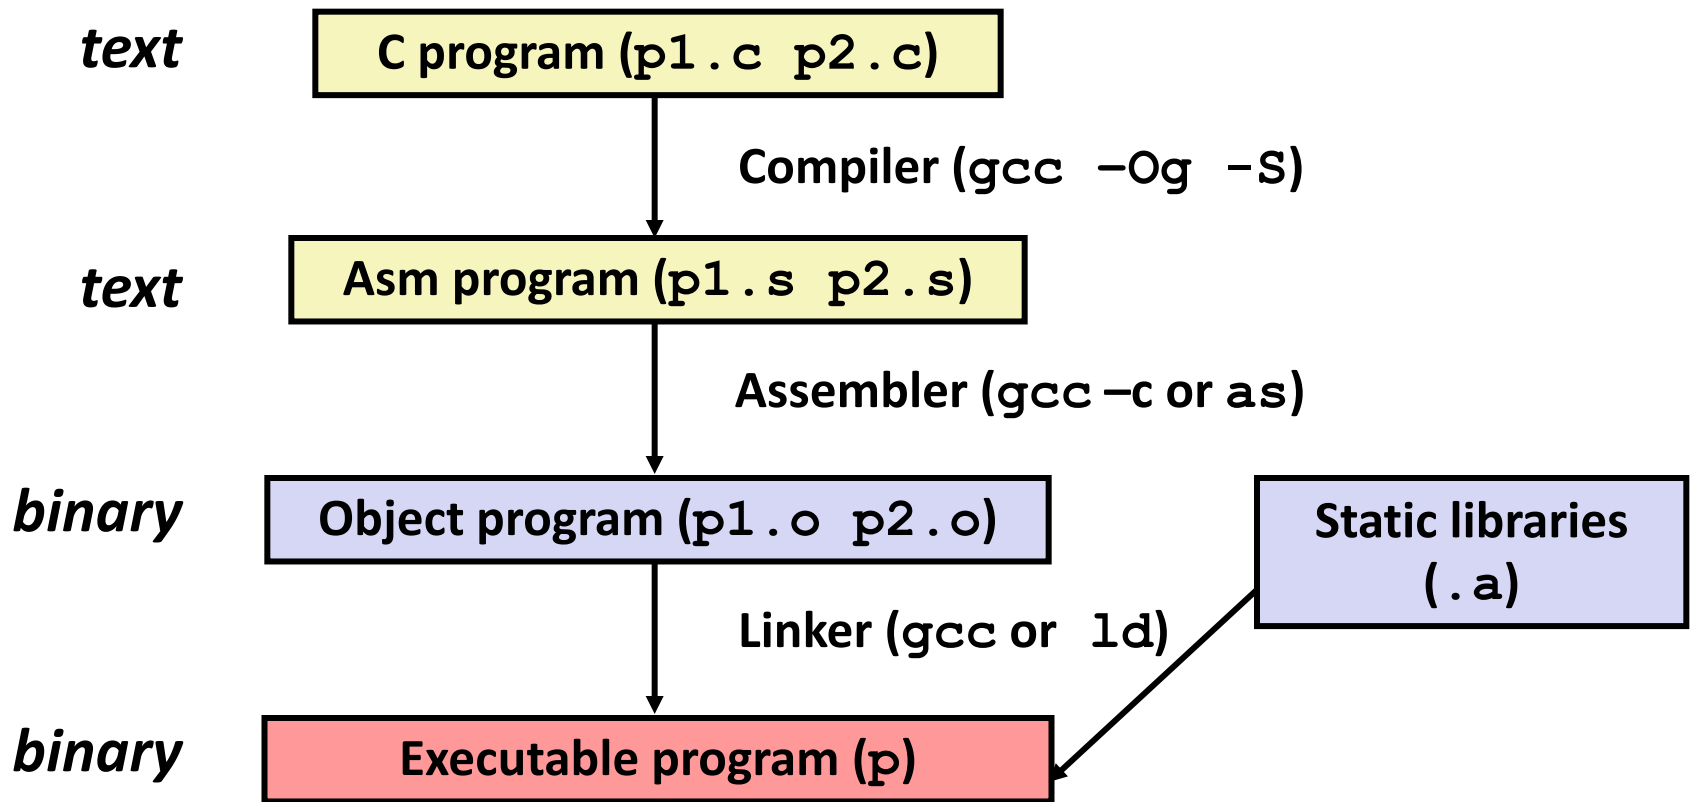 text
C program (p1.c p2.c)
Compiler (gcc –Og -S)
text
Asm program (p1.s p2.s)
Assembler (gcc –c or as)
binary
Object program (p1.o p2.o)
Static libraries
(.a)
Linker (gcc or ld)
binary
Executable program (p)